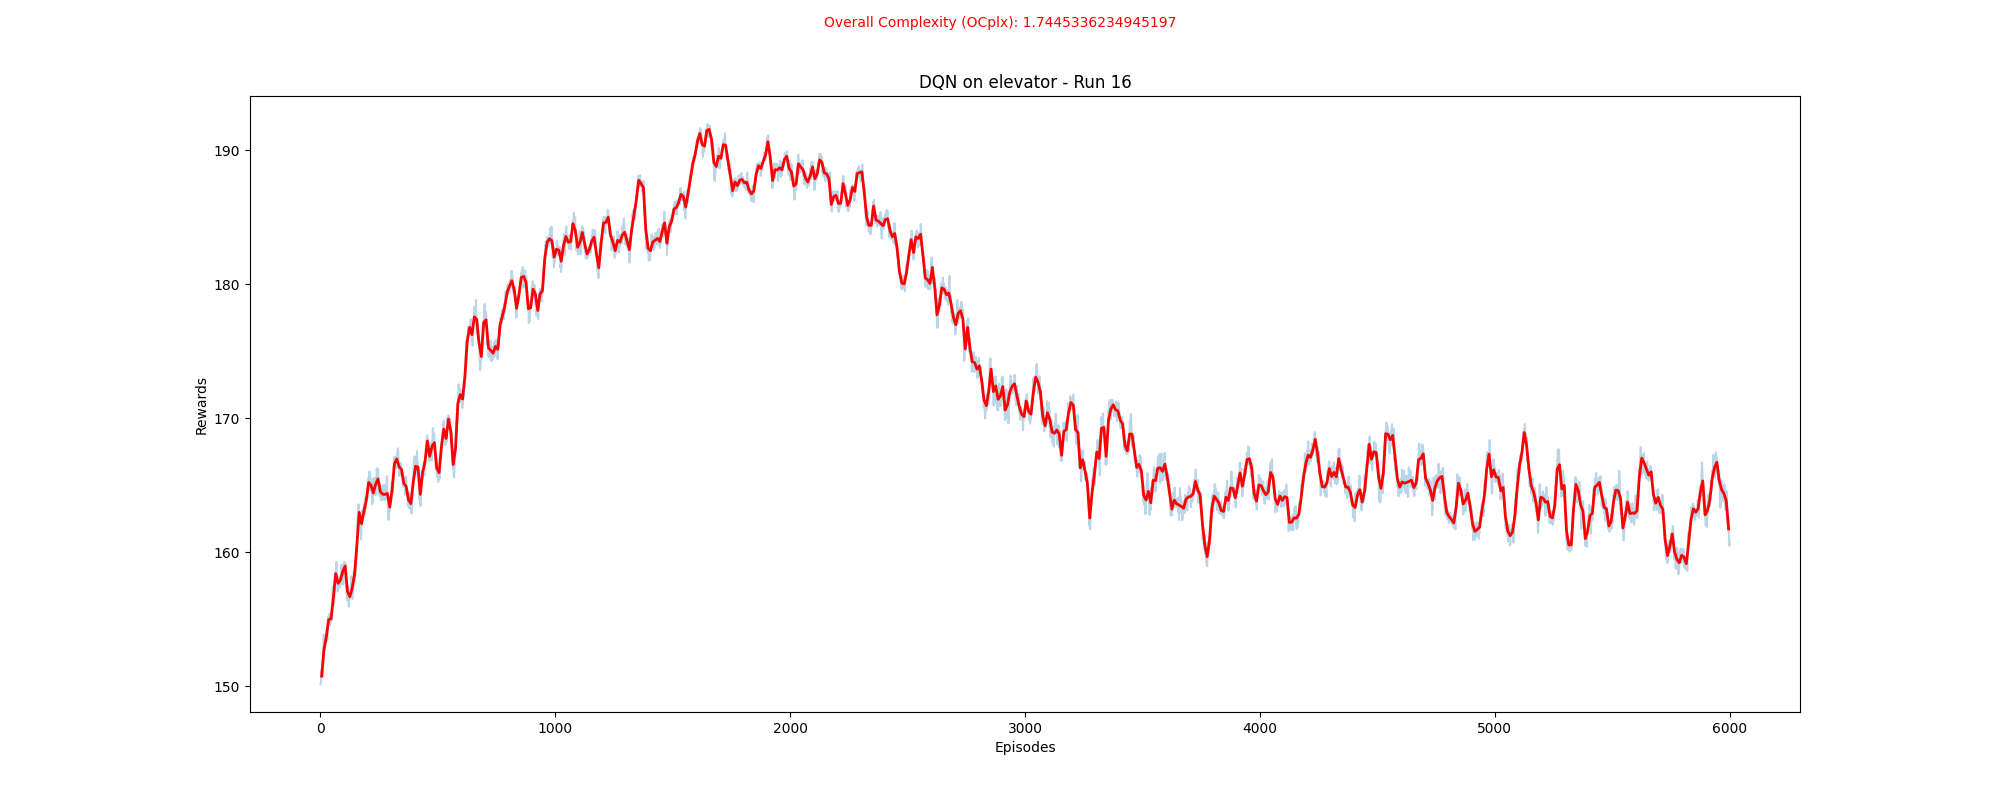 Overall Complexity (OCplx): 1.7445336234945197
DQN on elevator - Run 16
190
180
170
160
150
Rewards
0 1000 2000 3000 4000 5000 6000
Episodes